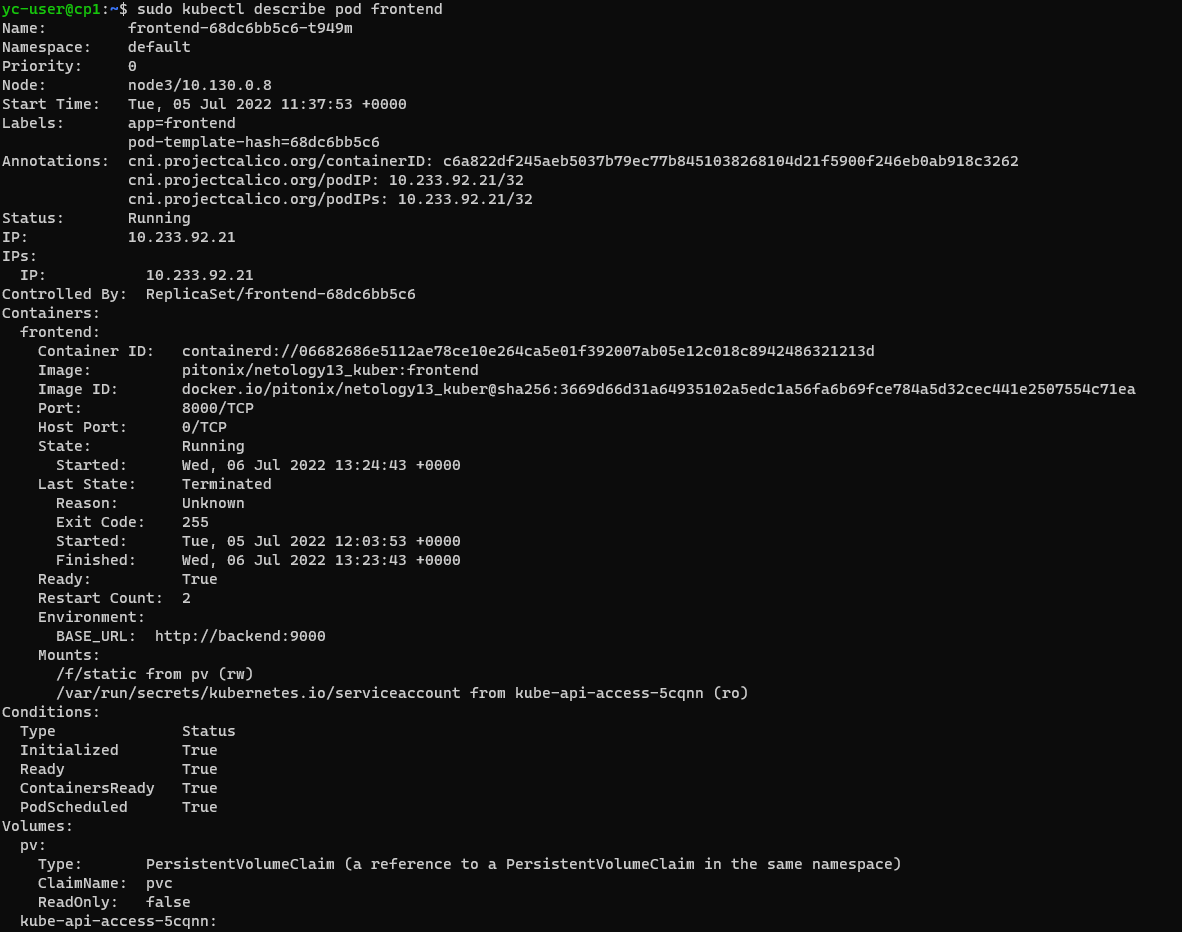 yc-user@cp1:~$ sudo kubectl describe pod frontend
Name:         frontend-68dc6bb5c6-t949m
Namespace:    default
Priority:     0
Node:         node3/10.130.0.8
Start Time:   Tue, 05 Jul 2022 11:37:53 +0000
Labels:       app=frontend
              pod-template-hash=68dc6bb5c6
Annotations:  cni.projectcalico.org/containerID: c6a822df245aeb5037b79ec77b8451038268104d21f5900f246eb0ab918c3262
              cni.projectcalico.org/podIP: 10.233.92.21/32
              cni.projectcalico.org/podIPs: 10.233.92.21/32
Status:       Running
IP:           10.233.92.21
IPs:
  IP:           10.233.92.21
Controlled By:  ReplicaSet/frontend-68dc6bb5c6
Containers:
  frontend:
    Container ID:   containerd://06682686e5112ae78ce10e264ca5e01f392007ab05e12c018c8942486321213d
    Image:          pitonix/netology13_kuber:frontend
    Image ID:       docker.io/pitonix/netology13_kuber@sha256:3669d66d31a64935102a5edc1a56fa6b69fce784a5d32cec441e2507554c71ea
    Port:           8000/TCP
    Host Port:      0/TCP
    State:          Running
      Started:      Wed, 06 Jul 2022 13:24:43 +0000
    Last State:     Terminated
      Reason:       Unknown
      Exit Code:    255
      Started:      Tue, 05 Jul 2022 12:03:53 +0000
      Finished:     Wed, 06 Jul 2022 13:23:43 +0000
    Ready:          True
    Restart Count:  2
    Environment:
      BASE_URL:  http://backend:9000
    Mounts:
      /f/static from pv (rw)
      /var/run/secrets/kubernetes.io/serviceaccount from kube-api-access-5cqnn (ro)
Conditions:
  Type              Status
  Initialized       True
  Ready             True
  ContainersReady   True
  PodScheduled      True
Volumes:
  pv:
    Type:       PersistentVolumeClaim (a reference to a PersistentVolumeClaim in the same namespace)
    ClaimName:  pvc
    ReadOnly:   false
  kube-api-access-5cqnn: